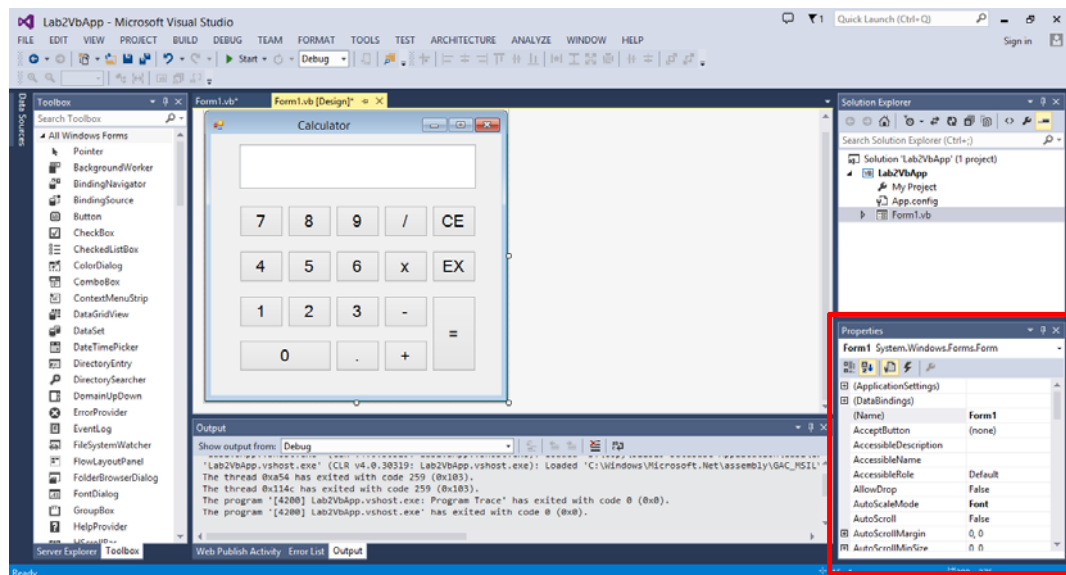 Lab2VbApp - Microsoft Visual Studio
1 Quick Launch (Ctrl+Q)
FILE EDIT VIEW PROJECT BUILD DEBUG TEAM FORMAT TOOLS TEST ARCHITECTURE ANALYZE WINDOW HELP Sign in
Start Debug
Data Sources
Toolbox
Search Toolbox
All Windows Forms
Pointer
BackgroundWorker
BindingNavigator
BindingSource
Button
CheckBox
CheckedListBox
ColorDialog
ComboBox
ContextMenuStrip
DataGridView
DataSet
DateTimePicker
DirectoryEntry
DirectorySearcher
DomainUpDown
ErrorProvider
EventLog
FileSystemWatcher
FlowLayoutPanel
FolderBrowserDialog
FontDialog
GroupBox
HelpProvider
Server Explorer Toolbox
Form1.vb* Form1.vb [Design]*
Calculator
7 8 9 / CE
4 5 6 x EX
1 2 3 -
=
0 . +
Output
Show output from: Debug
'Lab2VbApp.vshost.exe' (CLR v4.0.30319: Lab2VbApp.vshost.exe): Loaded 'C:\Windows\Microsoft.Net\assembly\GAC_MSIL'
The thread 0xa54 has exited with code 259 (0x103).
The thread 0x114c has exited with code 259 (0x103).
The program '[4200] Lab2VbApp.vshost.exe: Program Trace' has exited with code 0 (0x0).
The program '[4200] Lab2VbApp.vshost.exe' has exited with code 0 (0x0).
Web Publish Activity Error List Output
Solution Explorer
Search Solution Explorer (Ctrl+;)
Solution 'Lab2VbApp' (1 project)
Lab2VbApp
My Project
App.config
Form1.vb
Properties
Form1 System.Windows.Forms.Form
(ApplicationSettings)
(DataBindings)
(Name) Form1
AcceptButton (none)
AccessibleDescription
AccessibleName
AccessibleRole Default
AllowDrop False
AutoScaleMode Font
AutoScroll False
AutoScrollMargin 0, 0
AutoScrollMinSize 0, 0
Ready